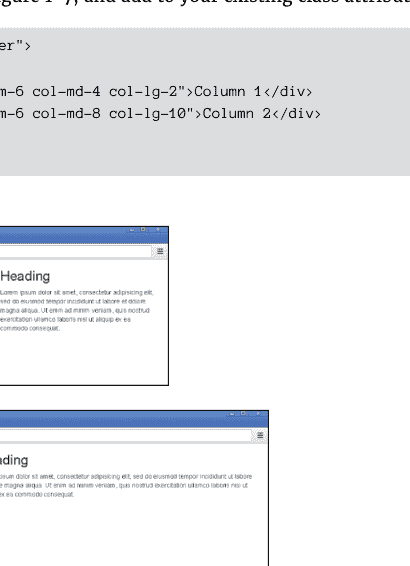 Figure 1-7, and add to your existing class attribut
er">
m-6 col-md-4 col-lg-2">Column 1</div>
m-6 col-md-8 col-lg-10">Column 2</div>
Heading
Lorem ipsum dolor sit amet, consectetur adipisicing elit,
sed do eiusmod tempor incididunt ut labore et dolore
magna aliqua. Ut enim ad minim veniam, quis nostrud
exercitation ullamco laboris nisi ut aliquip ex ea
commodo consequat.
ading
ipsum dolor sit amet, consectetur adipisicing elit, sed do eiusmod tempor incididunt ut labore
e magna aliqua. Ut enim ad minim veniam, quis nostrud exercitation ullamco laboris nisi ut
ex ea commodo consequat.